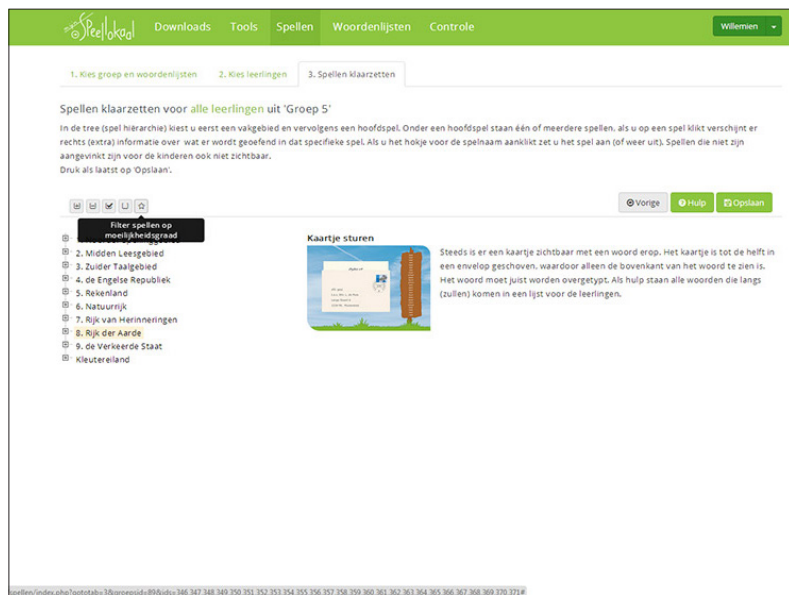 Speellokaal
Downloads Tools Spellen Woordenlijsten Controle
Willemien
1. Kies groep en woordenlijsten 2. Kies leerlingen 3. Spellen klaarzetten
Spellen klaarzetten voor alle leerlingen uit 'Groep 5'
In de tree (spel hiërarchie) kiest u eerst een vakgebied en vervolgens een hoofdspel. Onder een hoofdspel staan één of meerdere spellen, als u op een spel klikt verschijnt er
rechts (extra) informatie over wat er wordt geoefend in dat specifieke spel. Als u het hokje voor de spelnaam aanklikt zet u het spel aan (of weer uit). Spellen die niet zijn
aangevinkt zijn voor de kinderen ook niet zichtbaar.
Druk als laatst op 'Opslaan'.
Vorige Hulp Opslaan
Filter spellen op
moeilijkheidsgraad
2. Midden Leesgebied
3. Zuider Taalgebied
4. de Engelse Republiek
5. Rekenland
6. Natuurrijk
7. Rijk van Herinneringen
8. Rijk der Aarde
9. de Verkeerde Staat
Kleutereiland
Kaartje sturen
Steeds is er een kaartje zichtbaar met een woord erop. Het kaartje is tot de helft in
een envelop geschoven, waardoor alleen de bovenkant van het woord te zien is.
Het woord moet juist worden overgetypt. Als hulp staan alle woorden die langs
(zullen) komen in een lijst voor de leerlingen.